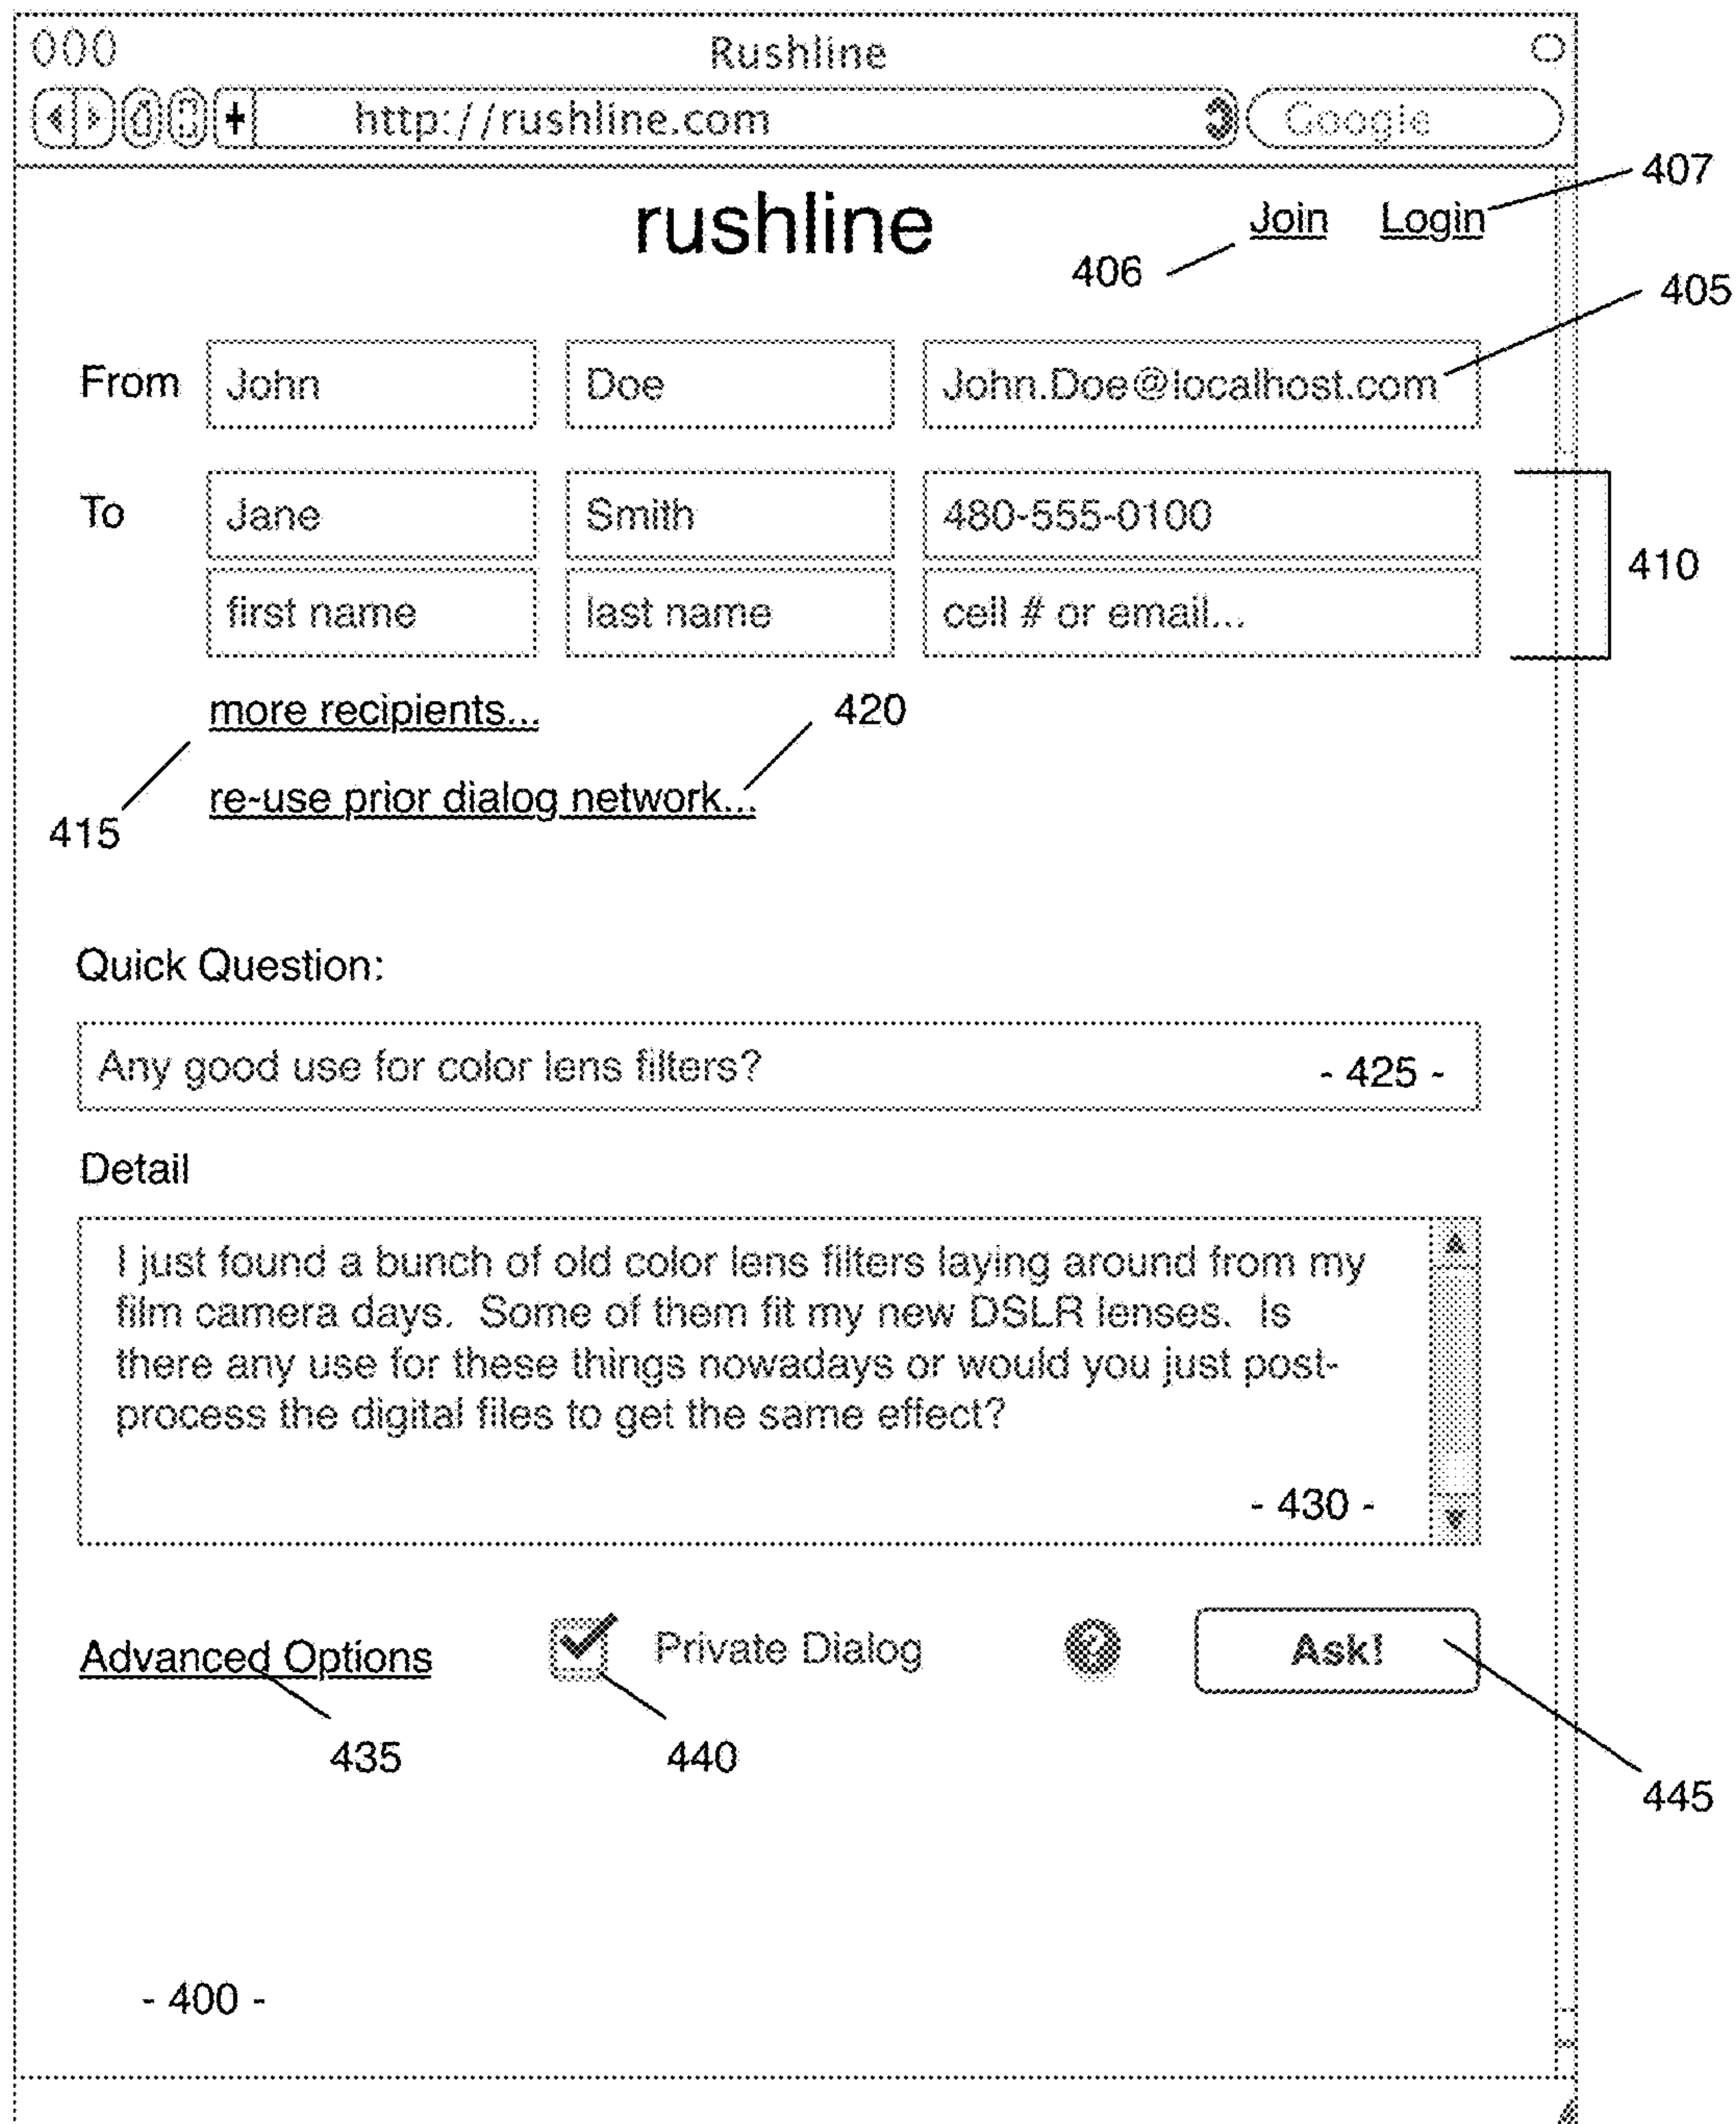 Rushline
http://rushline.com
Google
407
rushline
Join Login
406
405
From John Doe John.Doe@localhost.com
To Jane Smith 480-555-0100
410
first name last name cell # or email...
more recipients...
420
re-use prior dialog network...
415
Quick Question:
Any good use for color lens filters?
- 425 -
Detail
I just found a bunch of old color lens filters laying around from my
film camera days. Some of them fit my new DSLR lenses. Is
there any use for these things nowadays or would you just post-
process the digital files to get the same effect?
- 430 -
Advanced Options Private Dialog ? Ask!
435
440
445
- 400 -